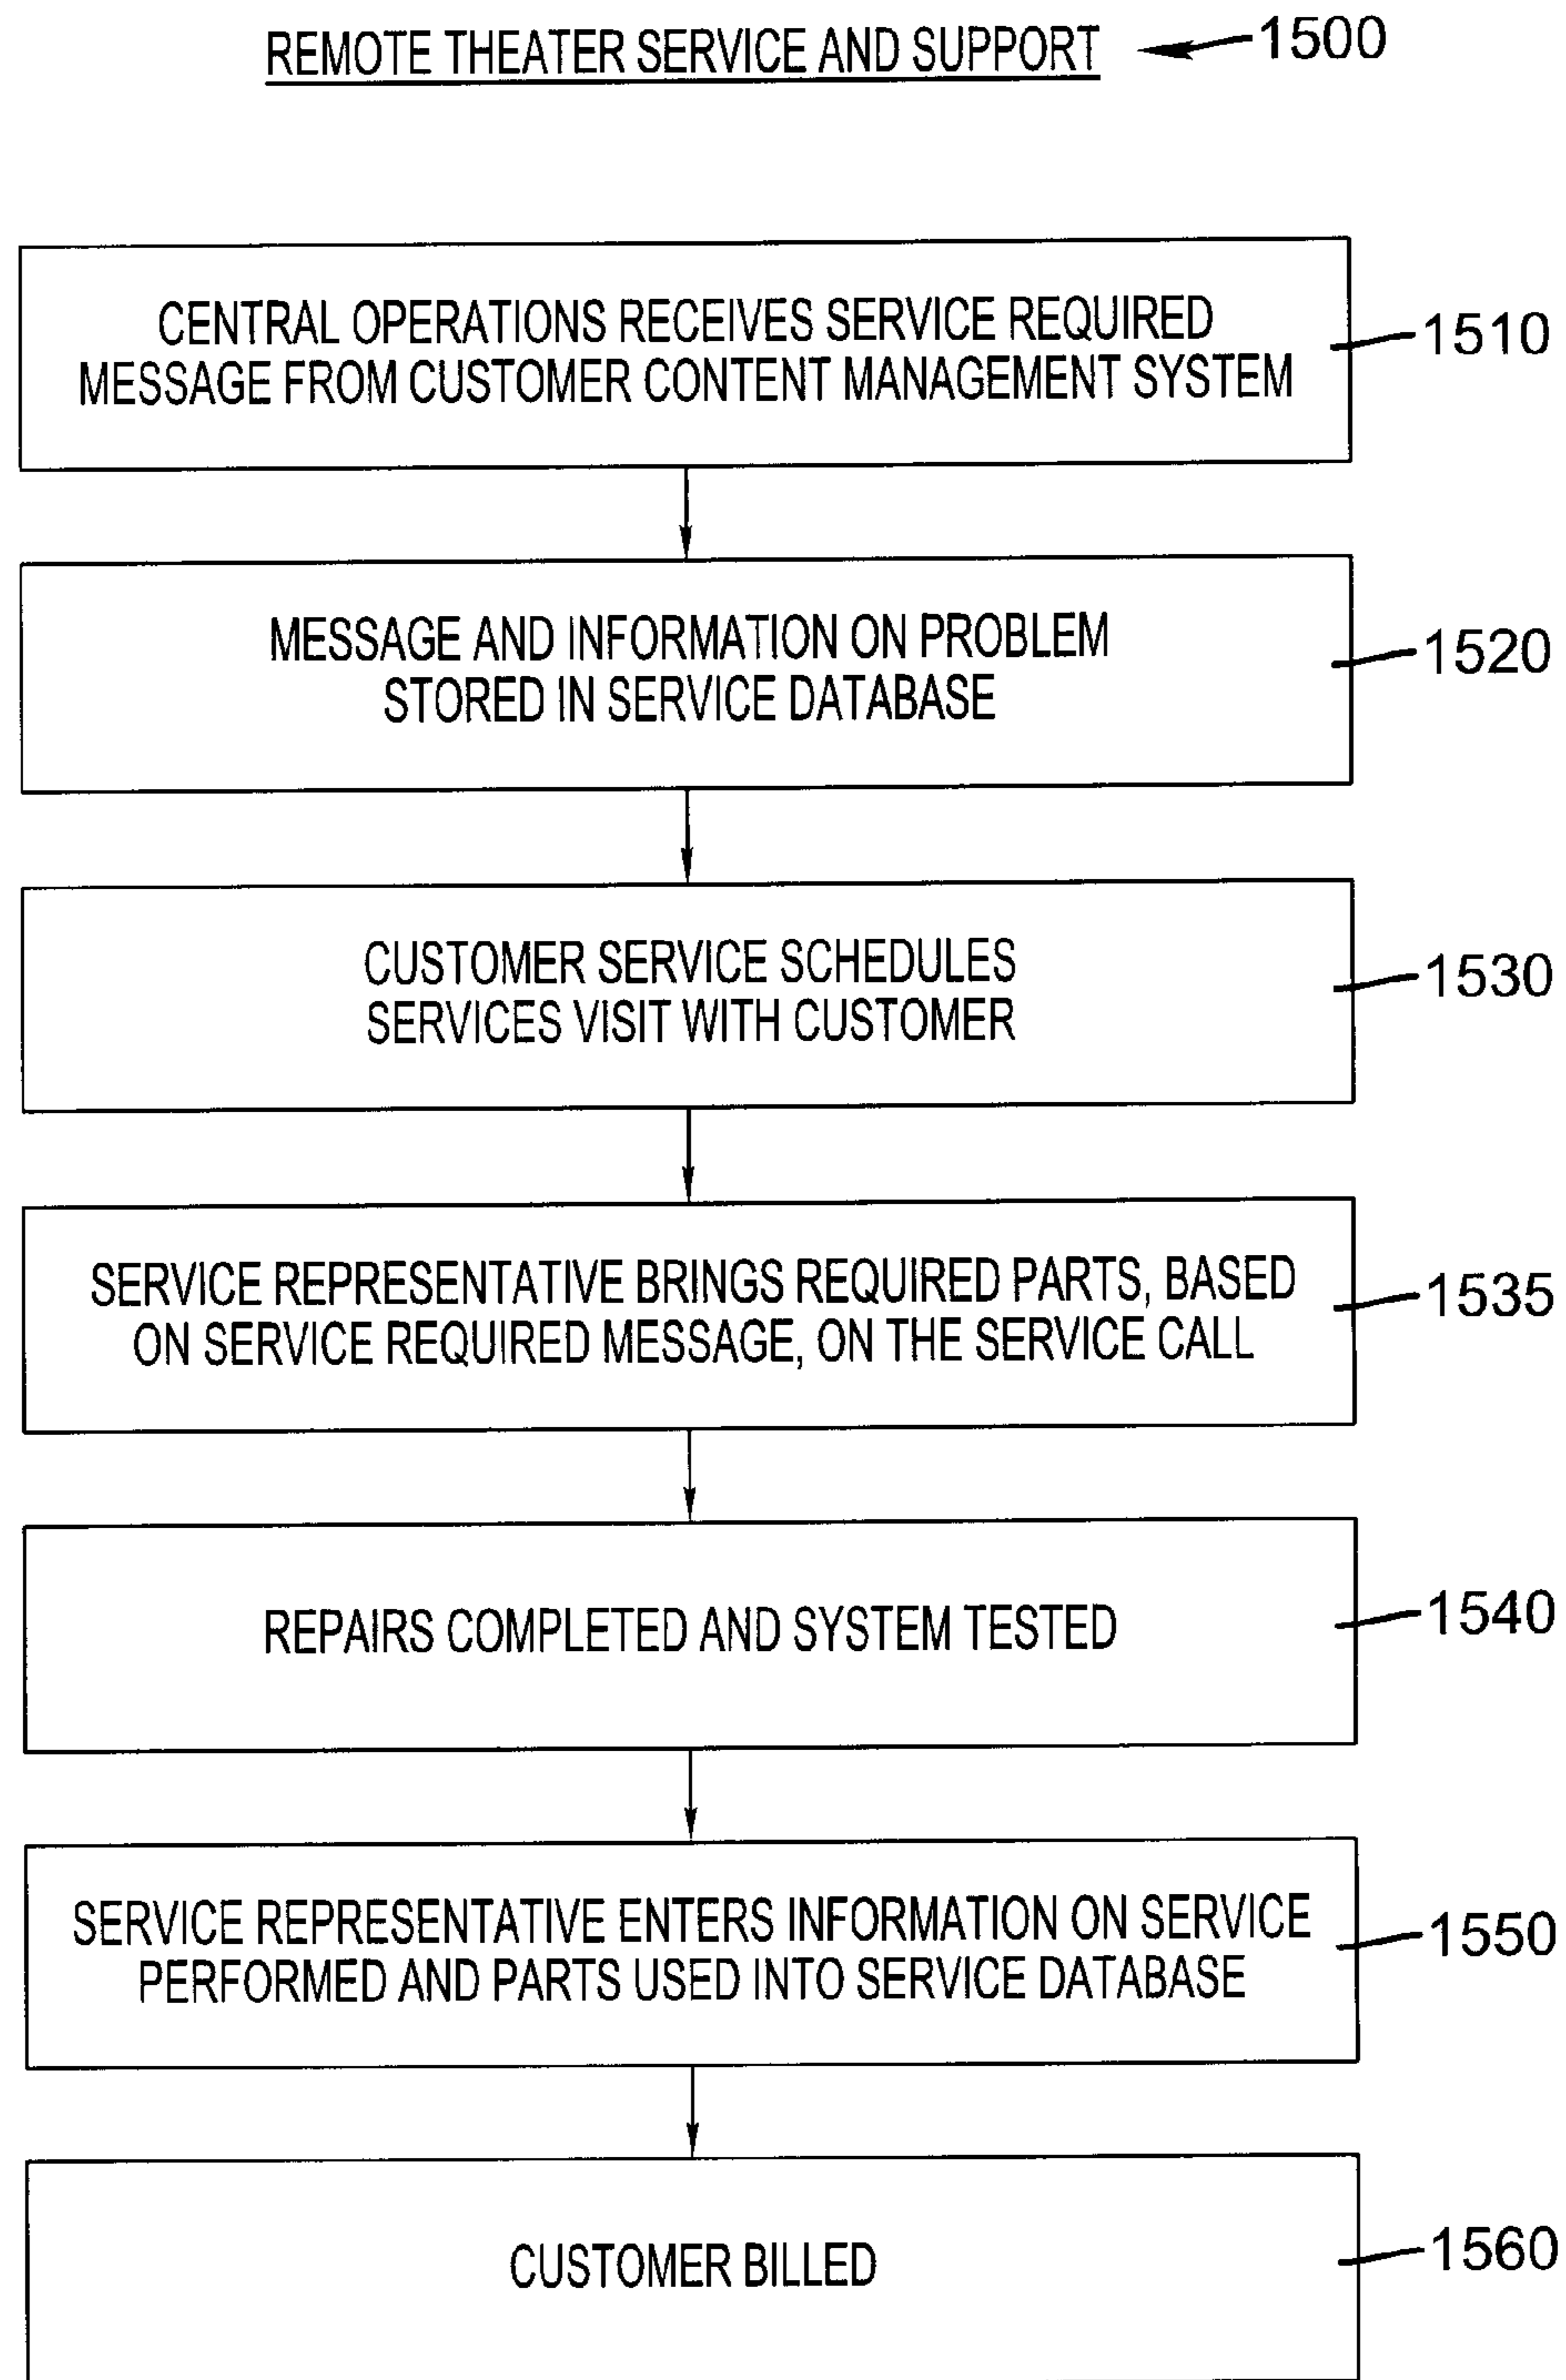 REMOTE THEATER SERVICE AND SUPPORT 1500
CENTRAL OPERATIONS RECEIVES SERVICE REQUIRED
MESSAGE FROM CUSTOMER CONTENT MANAGEMENT SYSTEM
1510
MESSAGE AND INFORMATION ON PROBLEM
STORED IN SERVICE DATABASE
1520
CUSTOMER SERVICE SCHEDULES
SERVICES VISIT WITH CUSTOMER
1530
SERVICE REPRESENTATIVE BRINGS REQUIRED PARTS, BASED
ON SERVICE REQUIRED MESSAGE, ON THE SERVICE CALL
1535
REPAIRS COMPLETED AND SYSTEM TESTED
1540
SERVICE REPRESENTATIVE ENTERS INFORMATION ON SERVICE
PERFORMED AND PARTS USED INTO SERVICE DATABASE
1550
CUSTOMER BILLED
1560